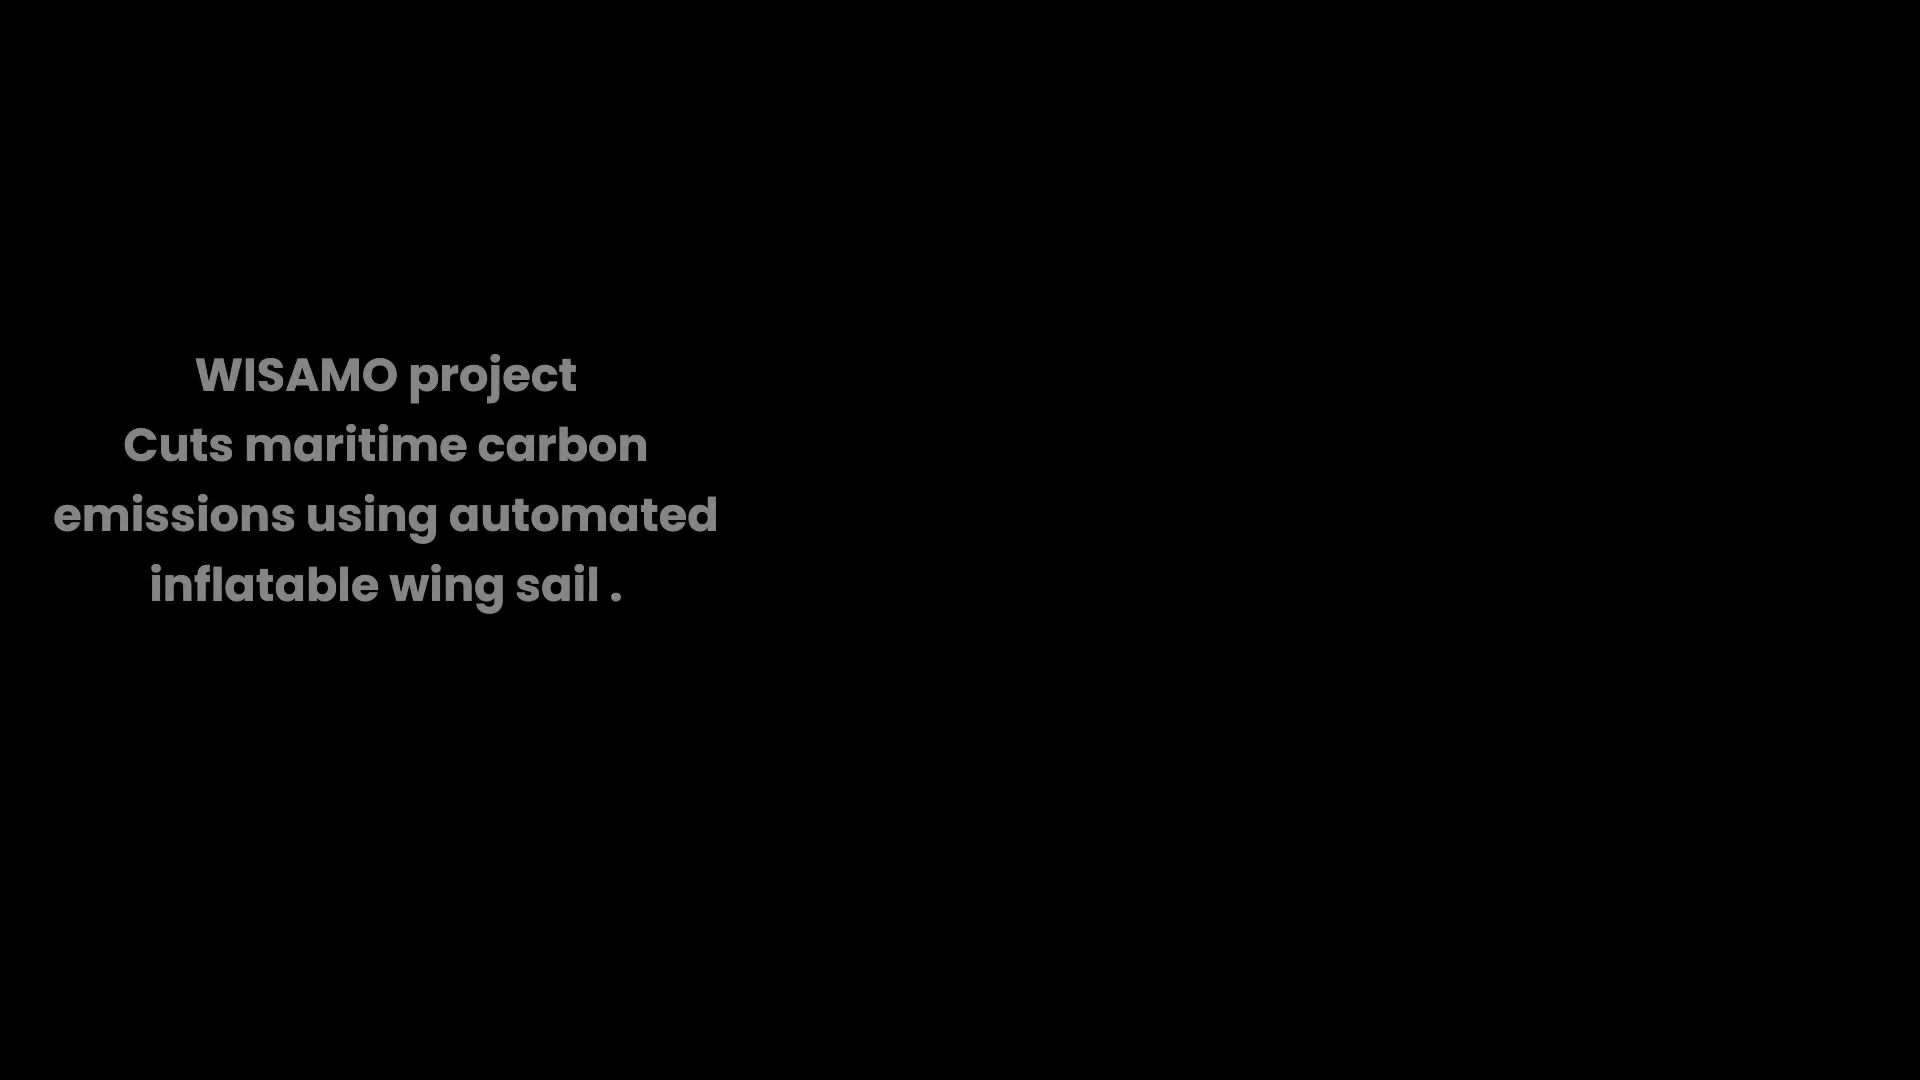 WISAMO project
Cuts maritime carbon
emissions using automated
inflatable wing sail .